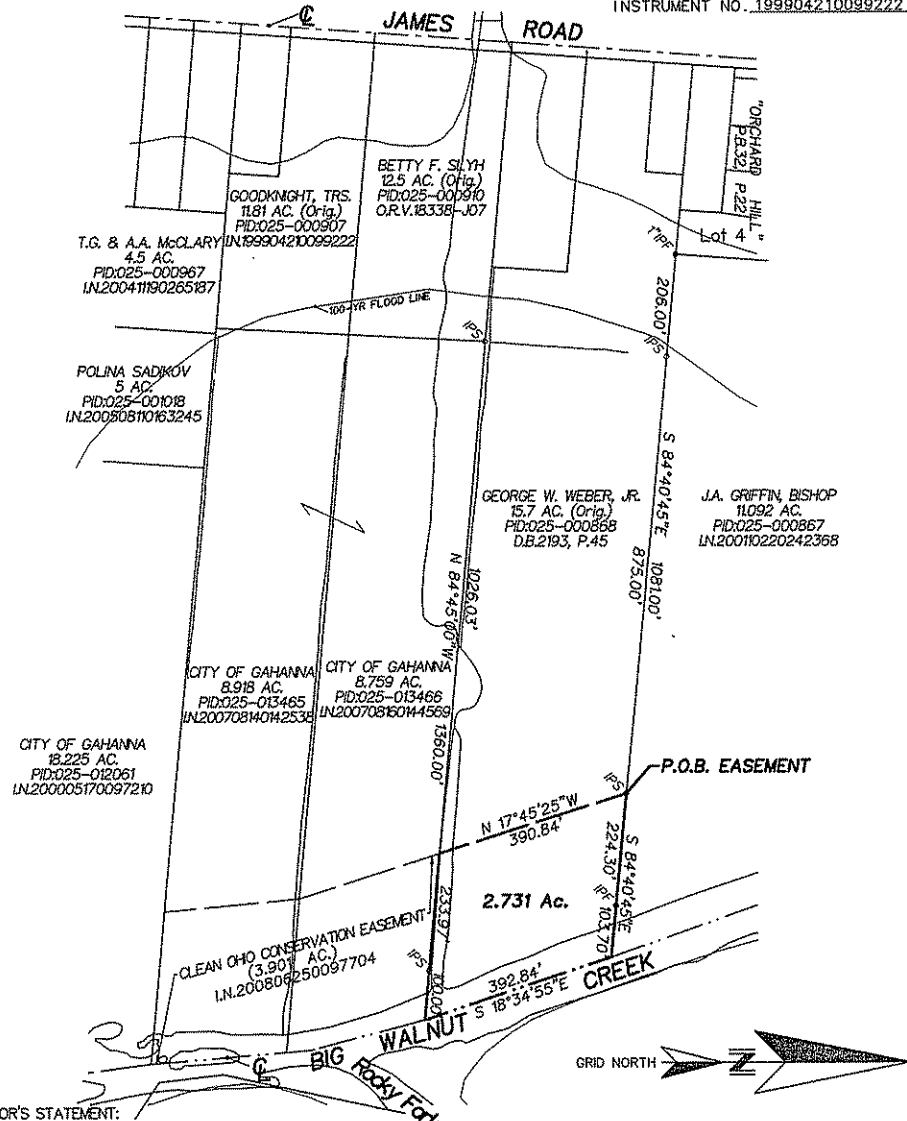 INSTRUMENT NO. 199904210099222
℄
JAMES ROAD
"ORCHARD HILL"
P.B.32, P.22
Lot 4
BETTY F. SLYH
12.5 AC. (Orig.)
PID:025-000910
O.R.V.18338-J07
GOODKNIGHT, TRS.
11.81 AC. (Orig.)
PID:025-000907
I.N.199904210099222
T.G. & A.A. McCLARY
4.5 AC.
PID:025-000967
I.N.200411190265187
1"IPF
206.00'
IPS
100-YR FLOOD LINE
IPS
POLINA SADIKOV
5 AC.
PID:025-001018
I.N.200508110163245
GEORGE W. WEBER, JR.
15.7 AC. (Orig.)
PID:025-000868
D.B.2193, P.45
J.A. GRIFFIN, BISHOP
11.092 AC.
PID:025-000867
I.N.200110220242368
S 84°40'45"E 1081.00'
875.00'
1026.03'
N 84°45'00"W 1360.00'
CITY OF GAHANNA
8.918 AC.
PID:025-013465
I.N.200708140142538
CITY OF GAHANNA
8.759 AC.
PID:025-013466
I.N.200708160144569
CITY OF GAHANNA
18.225 AC.
PID:025-012061
I.N.200005170097210
P.O.B. EASEMENT
IPS
N 17°45'25"W
390.84'
S 84°40'45"E
224.30'
IPF 103.70'
2.731 Ac.
233.97'
IPS
100.00'
CLEAN OHIO CONSERVATION EASEMENT
(3.901 AC.)
I.N.200806250097704
392.84'
S 18°34'55"E
℄ BIG WALNUT CREEK
Rocky Fork
GRID NORTH
N
OR'S STATEMENT: